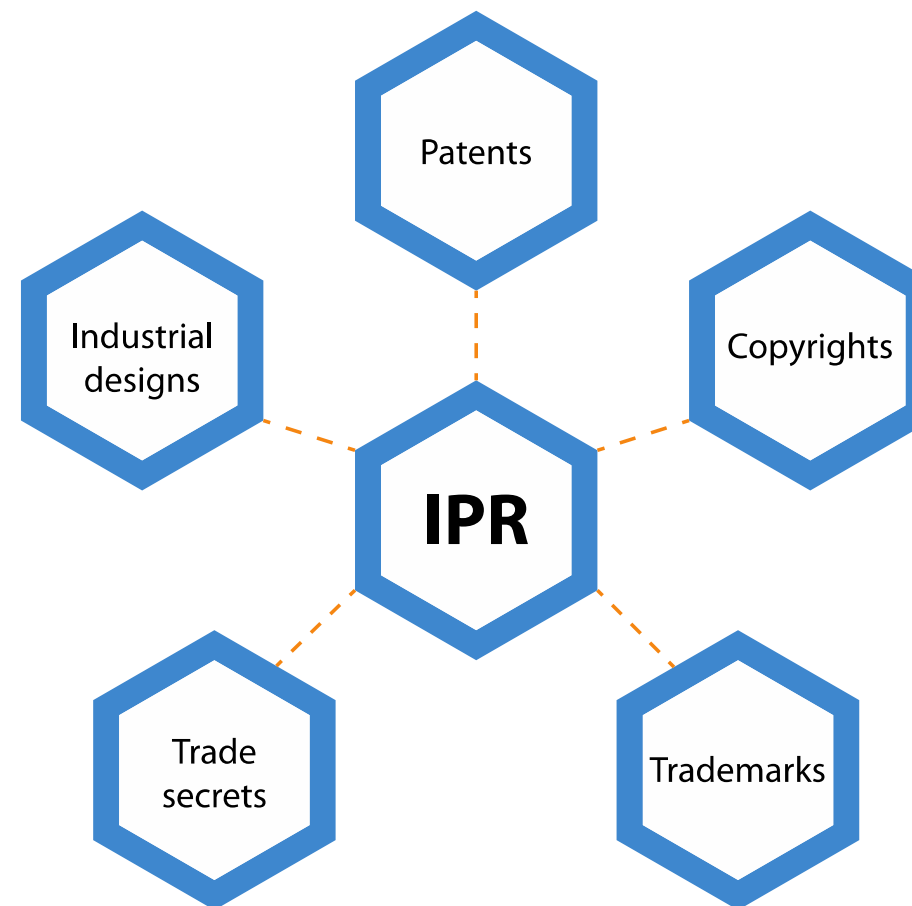 Patents
Industrial
designs
Copyrights
IPR
Trade
secrets
Trademarks